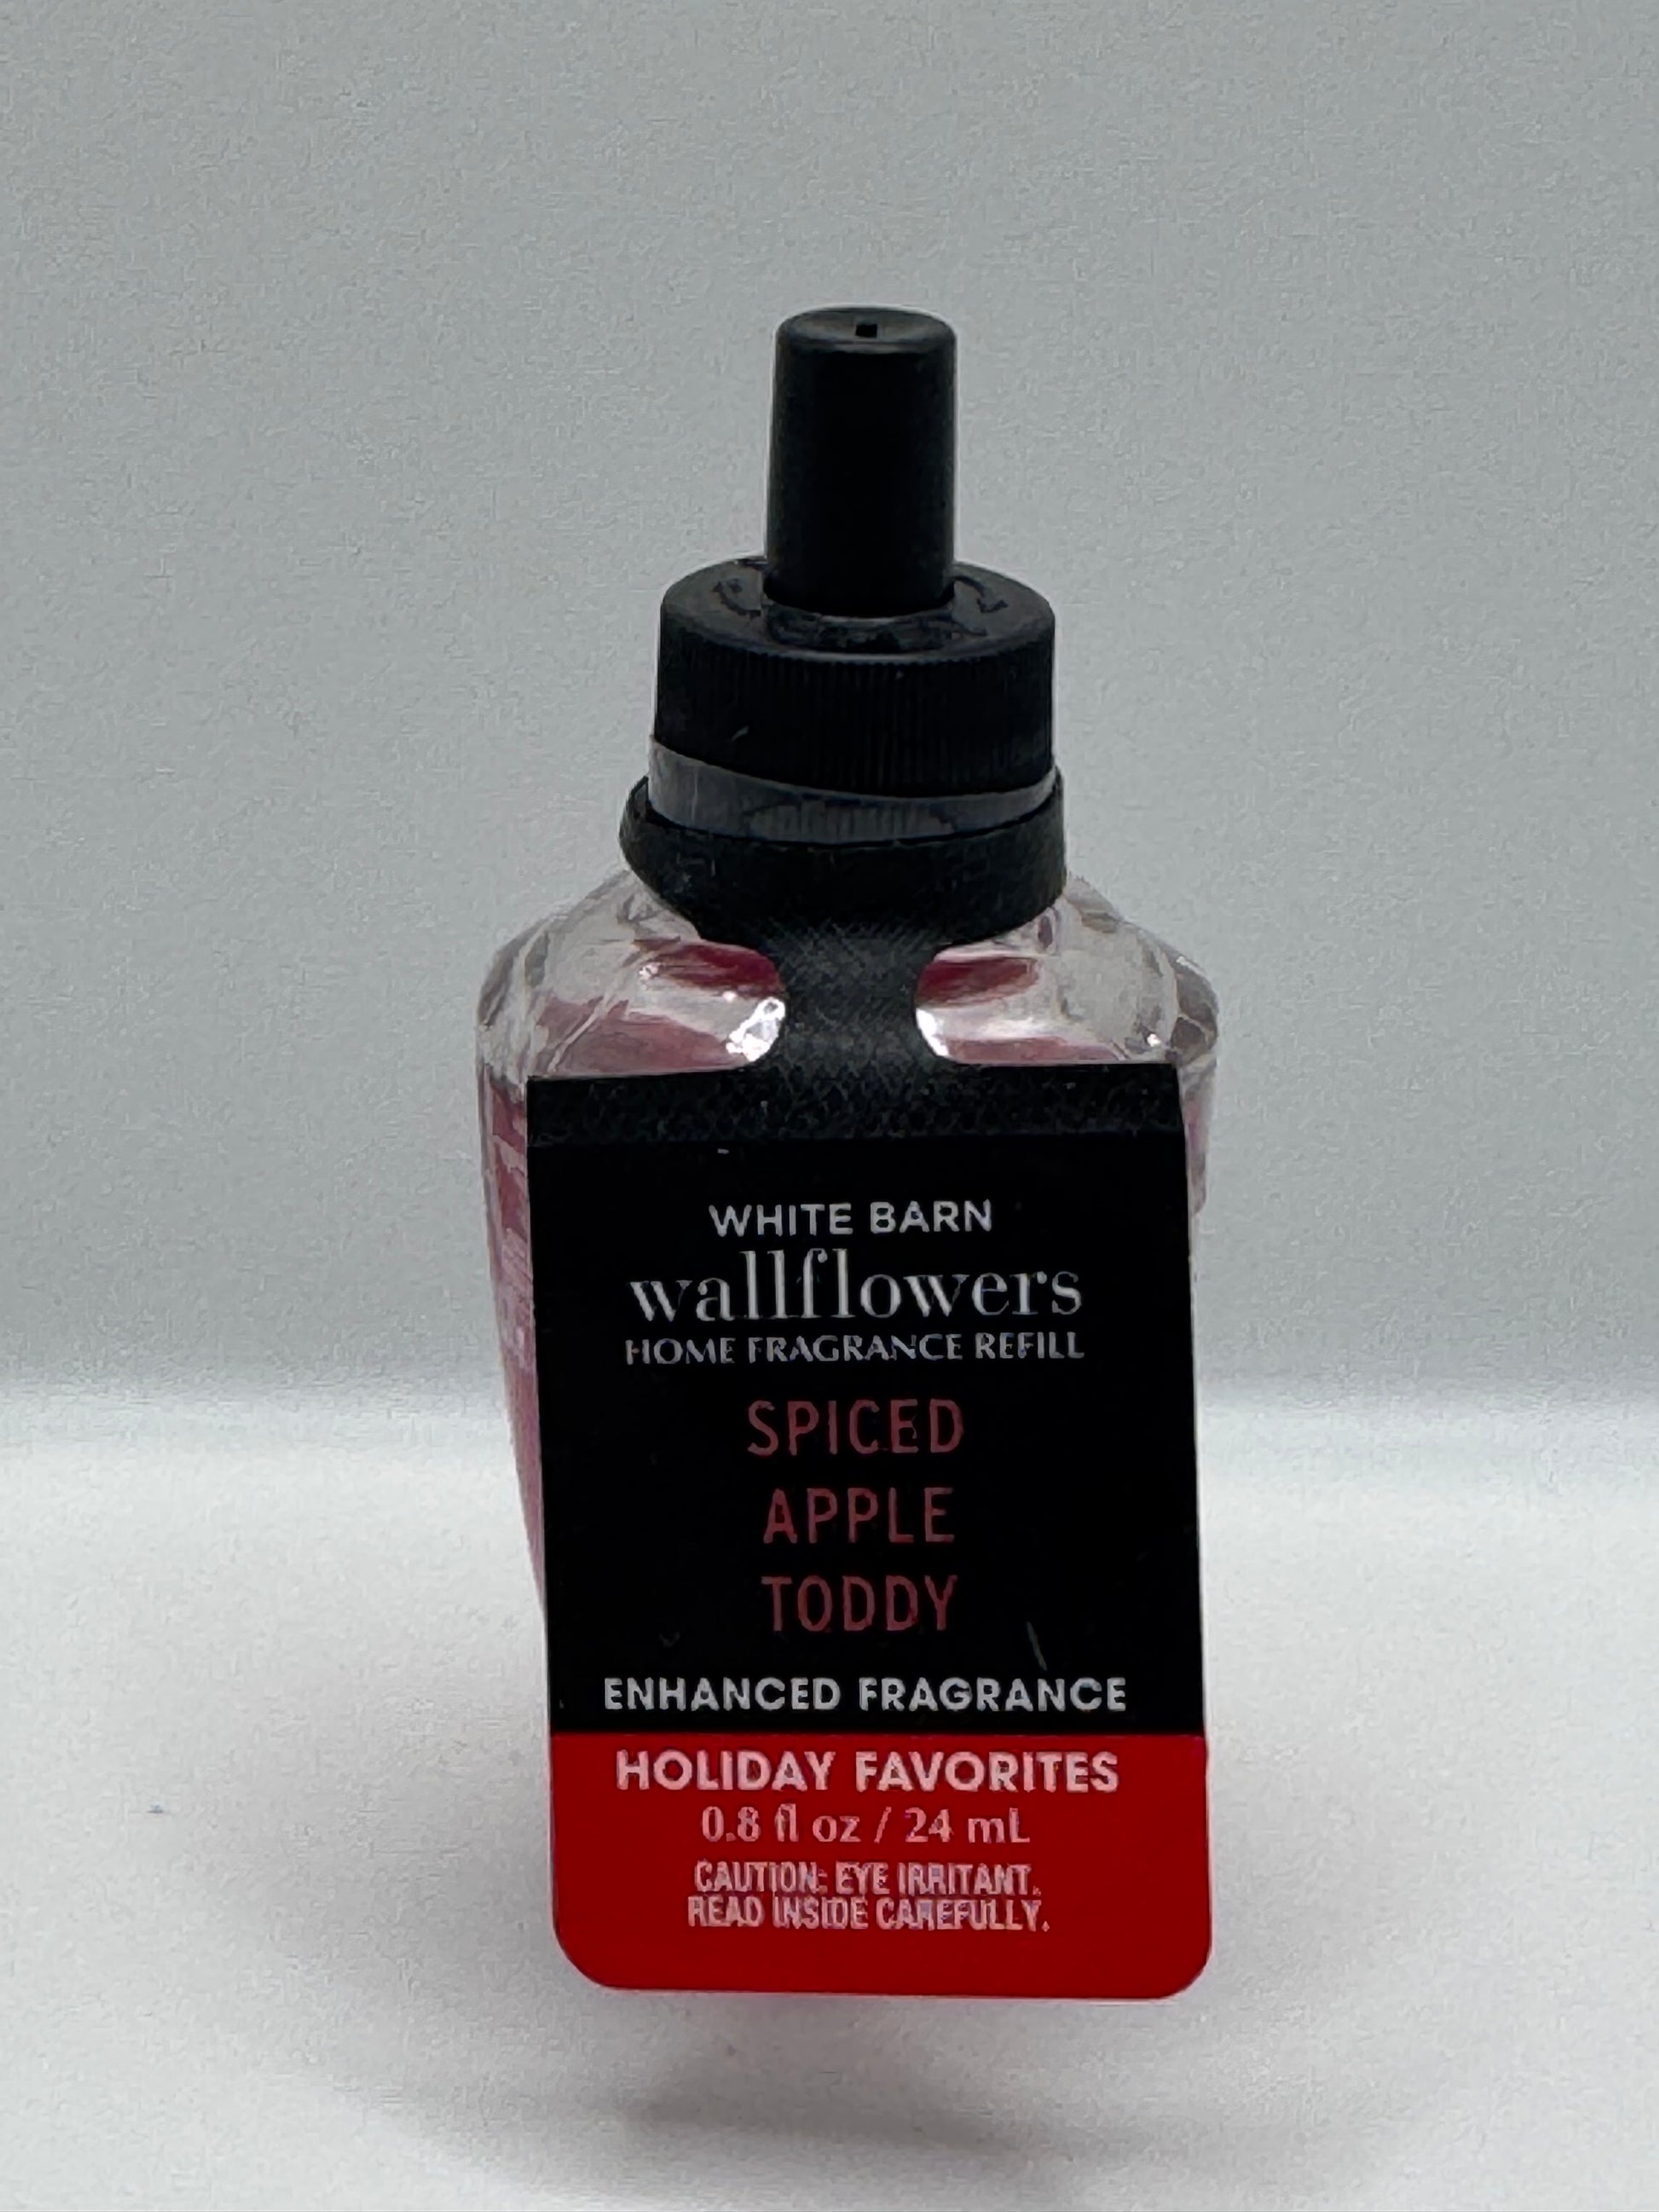 WHITE BARN
wallflowers
HOME FRAGRANCE REFILL
SPICED
APPLE
TODDY
ENHANCED FRAGRANCE
HOLIDAY FAVORITES
0.8 fl oz / 24 mL
CAUTION: EYE IRRITANT.
READ INSIDE CAREFULLY.